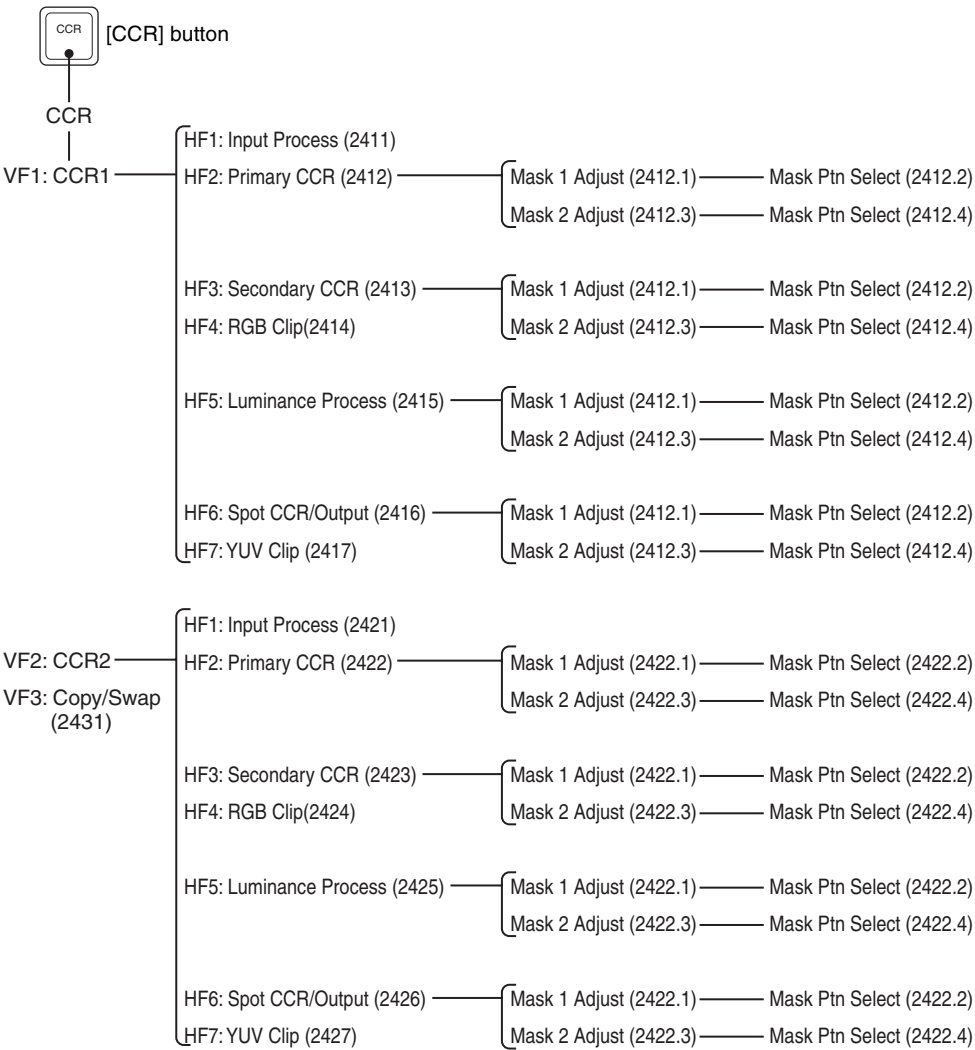 CCR
[CCR] button
CCR
HF1: Input Process (2411)
VF1: CCR1 HF2: Primary CCR (2412) Mask 1 Adjust (2412.1) Mask Ptn Select (2412.2)
Mask 2 Adjust (2412.3) Mask Ptn Select (2412.4)
HF3: Secondary CCR (2413) Mask 1 Adjust (2412.1) Mask Ptn Select (2412.2)
HF4: RGB Clip(2414) Mask 2 Adjust (2412.3) Mask Ptn Select (2412.4)
HF5: Luminance Process (2415) Mask 1 Adjust (2412.1) Mask Ptn Select (2412.2)
Mask 2 Adjust (2412.3) Mask Ptn Select (2412.4)
HF6: Spot CCR/Output (2416) Mask 1 Adjust (2412.1) Mask Ptn Select (2412.2)
HF7: YUV Clip (2417) Mask 2 Adjust (2412.3) Mask Ptn Select (2412.4)
HF1: Input Process (2421)
VF2: CCR2 HF2: Primary CCR (2422) Mask 1 Adjust (2422.1) Mask Ptn Select (2422.2)
VF3: Copy/Swap Mask 2 Adjust (2422.3) Mask Ptn Select (2422.4)
(2431)
HF3: Secondary CCR (2423) Mask 1 Adjust (2422.1) Mask Ptn Select (2422.2)
HF4: RGB Clip(2424) Mask 2 Adjust (2422.3) Mask Ptn Select (2422.4)
HF5: Luminance Process (2425) Mask 1 Adjust (2422.1) Mask Ptn Select (2422.2)
Mask 2 Adjust (2422.3) Mask Ptn Select (2422.4)
HF6: Spot CCR/Output (2426) Mask 1 Adjust (2422.1) Mask Ptn Select (2422.2)
HF7: YUV Clip (2427) Mask 2 Adjust (2422.3) Mask Ptn Select (2422.4)